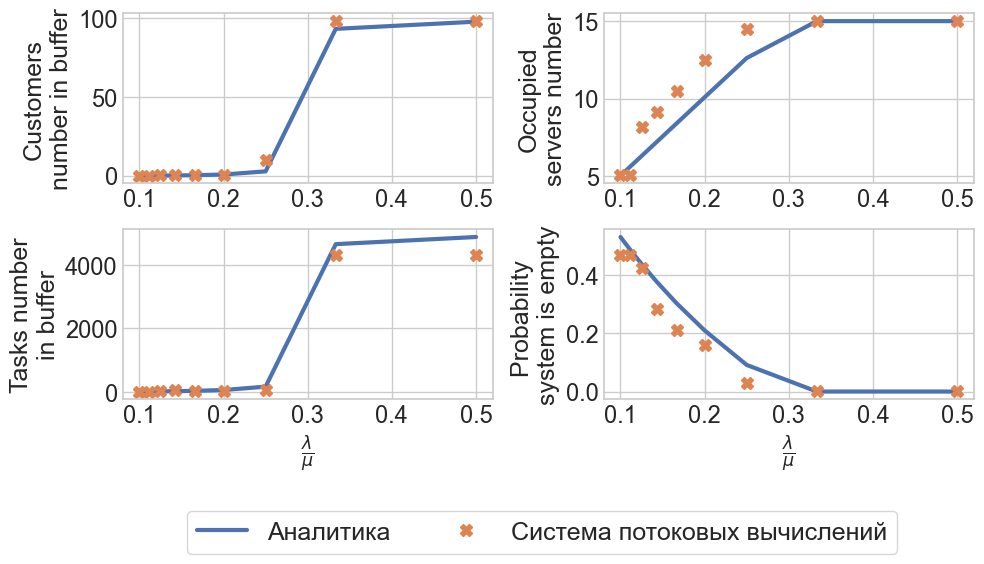 Customers
number in buffer
100
50
0
0.1 0.2 0.3 0.4 0.5
Occupied
servers number
15
10
5
0.1 0.2 0.3 0.4 0.5
Tasks number
in buffer
4000
2000
0
0.1 0.2 0.3 0.4 0.5
λ/μ
Probability
system is empty
0.4
0.2
0.0
0.1 0.2 0.3 0.4 0.5
λ/μ
Аналитика
Система потоковых вычислений